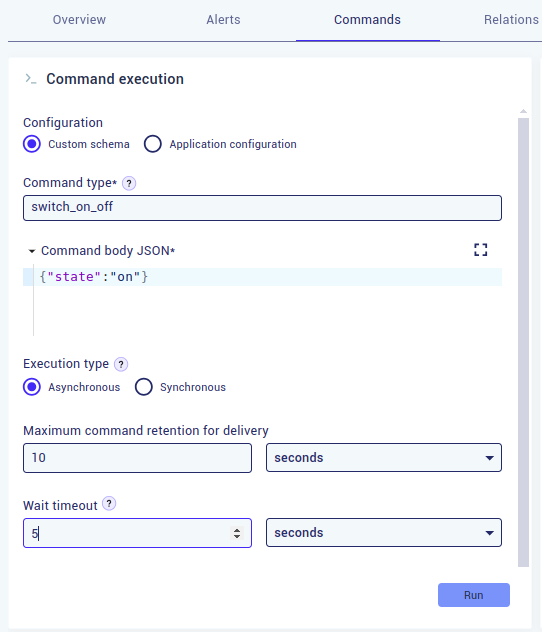 Overview Alerts Commands Relations
>_ Command execution
Configuration
Custom schema Application configuration
Command type* ?
switch_on_off
Command body JSON*
{"state":"on"}
Execution type ?
Asynchronous Synchronous
Maximum command retention for delivery
10 seconds
Wait timeout ?
5 seconds
Run